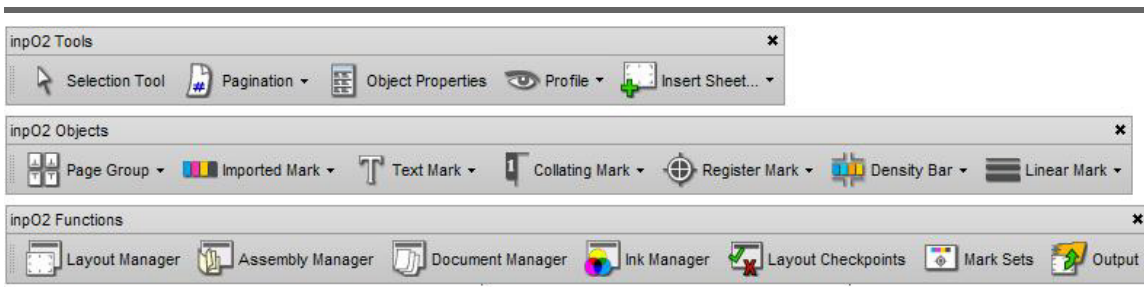 inpO2 Tools
Selection Tool # Pagination Object Properties Profile Insert Sheet...
inpO2 Objects
Page Group Imported Mark T Text Mark 1 Collating Mark Register Mark Density Bar Linear Mark
inpO2 Functions
Layout Manager Assembly Manager Document Manager Ink Manager Layout Checkpoints Mark Sets Output